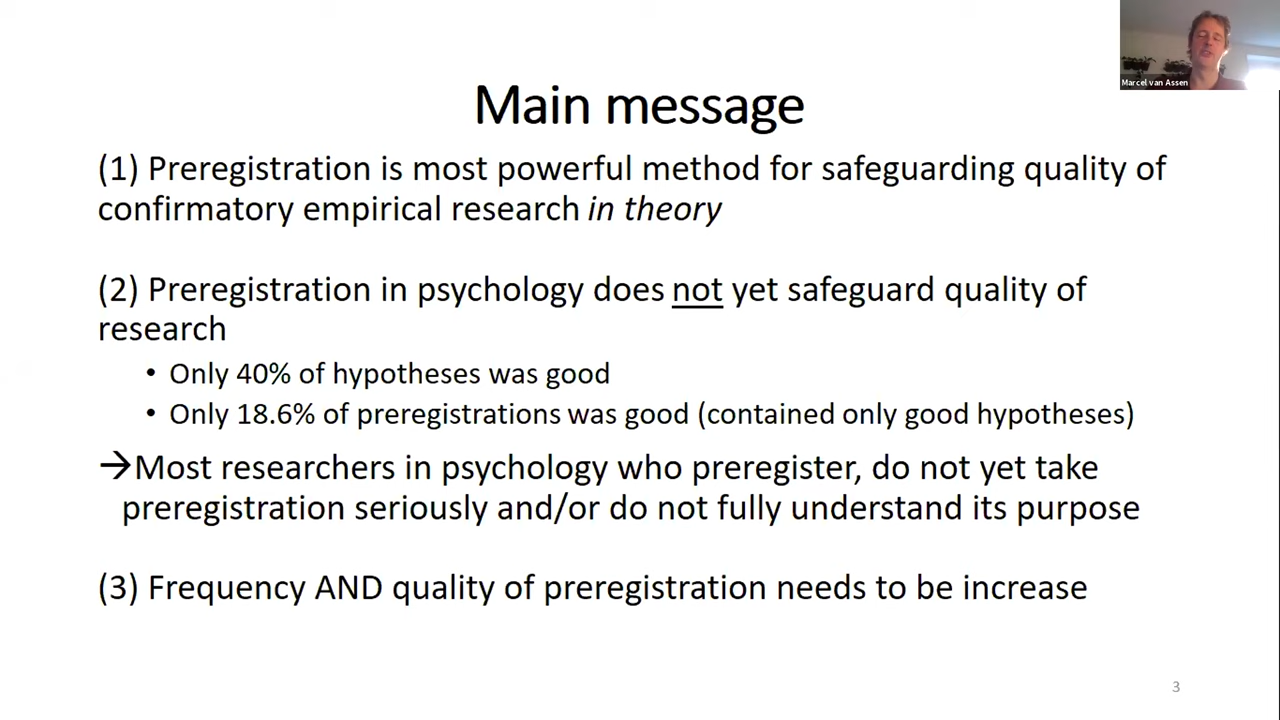 Marcel van Assen
Main message
(1) Preregistration is most powerful method for safeguarding quality of
confirmatory empirical research in theory
(2) Preregistration in psychology does not yet safeguard quality of
research
• Only 40% of hypotheses was good
• Only 18.6% of preregistrations was good (contained only good hypotheses)
→Most researchers in psychology who preregister, do not yet take
preregistration seriously and/or do not fully understand its purpose
(3) Frequency AND quality of preregistration needs to be increase
3